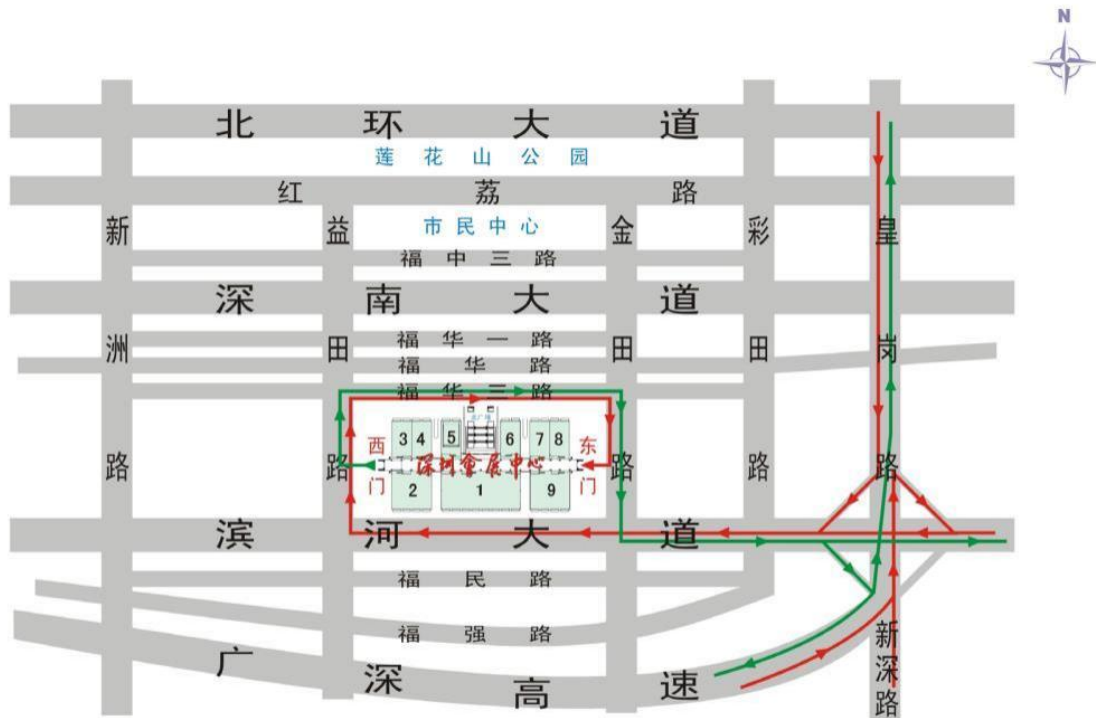 N
北环大道
莲花山公园
红荔路
市民中心
福中三路
深南大道
福华一路
福华路
福华三路
新洲路
益田路
金田路
彩田路
皇岗路
西门
东门
3 4 5 6 7 8
深圳會展中心
2 1 9
滨河大道
福民路
福强路
广深高速
新深路